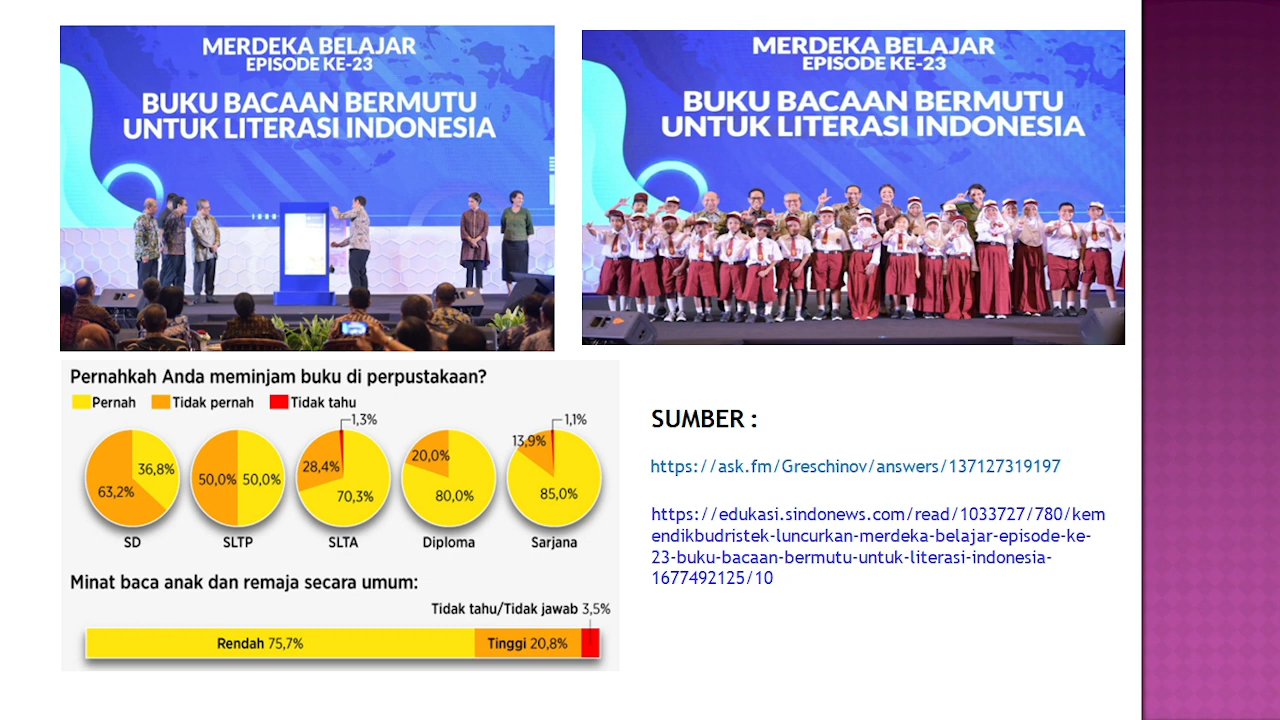 MERDEKA BELAJAR
EPISODE KE-23
BUKU BACAAN BERMUTU
UNTUK LITERASI INDONESIA
MERDEKA BELAJAR
EPISODE KE-23
BUKU BACAAN BERMUTU
UNTUK LITERASI INDONESIA
Pernahkah Anda meminjam buku di perpustakaan?
Pernah Tidak pernah Tidak tahu
36,8%
63,2%
SD
50,0% 50,0%
SLTP
1,3%
28,4%
70,3%
SLTA
20,0%
80,0%
Diploma
1,1%
13,9%
85,0%
Sarjana
Minat baca anak dan remaja secara umum:
Tidak tahu/Tidak jawab 3,5%
Rendah 75,7% Tinggi 20,8%
SUMBER :
https://ask.fm/Greschinov/answers/137127319197
https://edukasi.sindonews.com/read/1033727/780/kem
endikbudristek-luncurkan-merdeka-belajar-episode-ke-
23-buku-bacaan-bermutu-untuk-literasi-indonesia-
1677492125/10